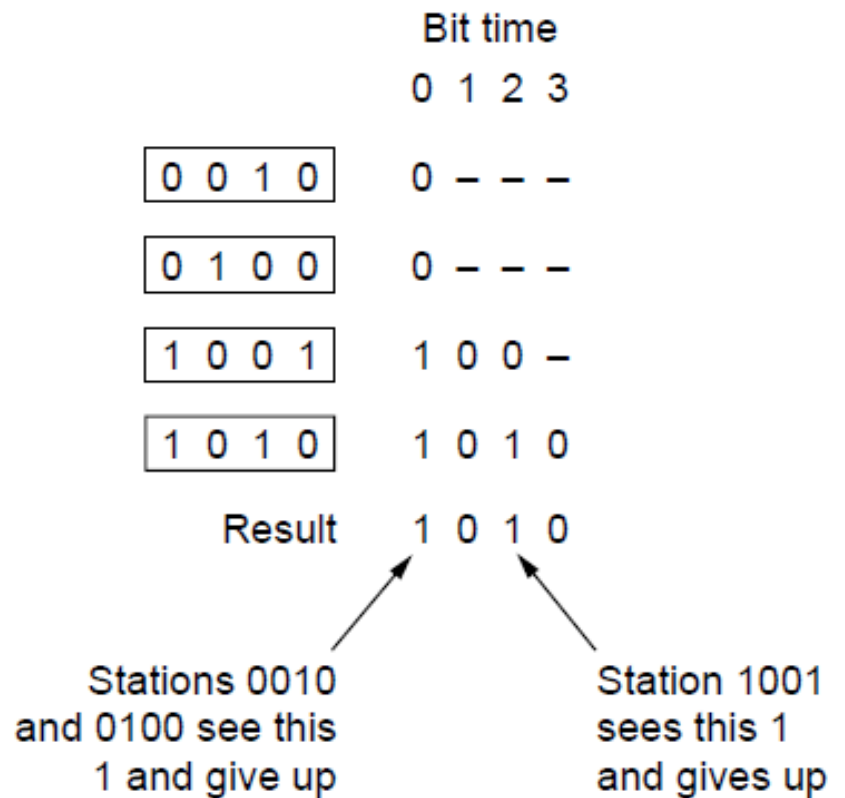 Bit time
0 1 2 3
0 0 1 0 0 – – –
0 1 0 0 0 – – –
1 0 0 1 1 0 0 –
1 0 1 0 1 0 1 0
Result 1 0 1 0
Stations 0010
and 0100 see this
1 and give up
Station 1001
sees this 1
and gives up